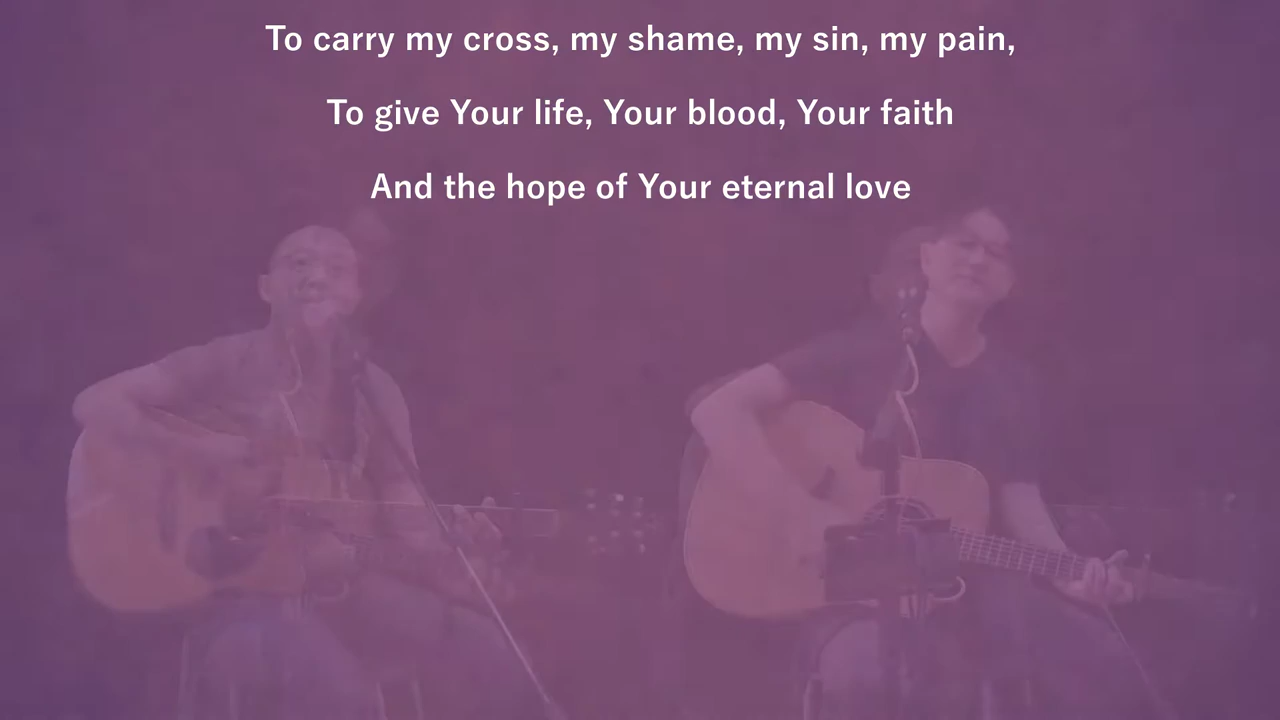 To carry my cross, my shame, my sin, my pain,
To give Your life, Your blood, Your faith
And the hope of Your eternal love